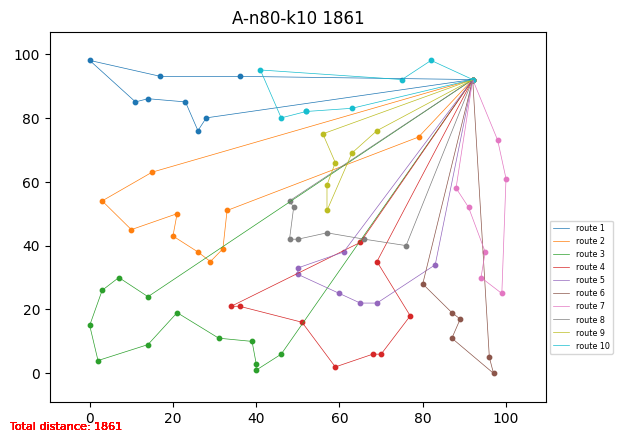 A-n80-k10 1861
100
80
60
40
20
0
0 20 40 60 80 100
route 1
route 2
route 3
route 4
route 5
route 6
route 7
route 8
route 9
route 10
Total distance: 1861